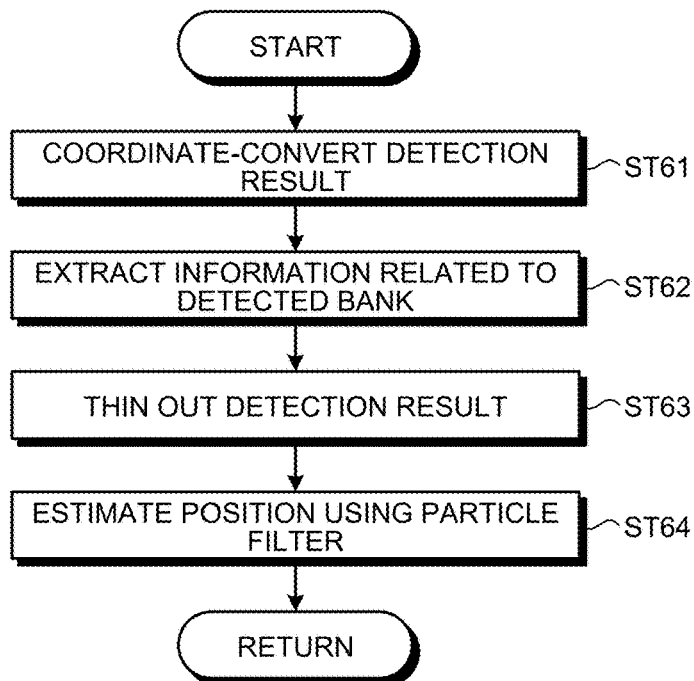 START
COORDINATE-CONVERT DETECTION
RESULT
ST61
EXTRACT INFORMATION RELATED TO
DETECTED BANK
ST62
THIN OUT DETECTION RESULT
ST63
ESTIMATE POSITION USING PARTICLE
FILTER
ST64
RETURN